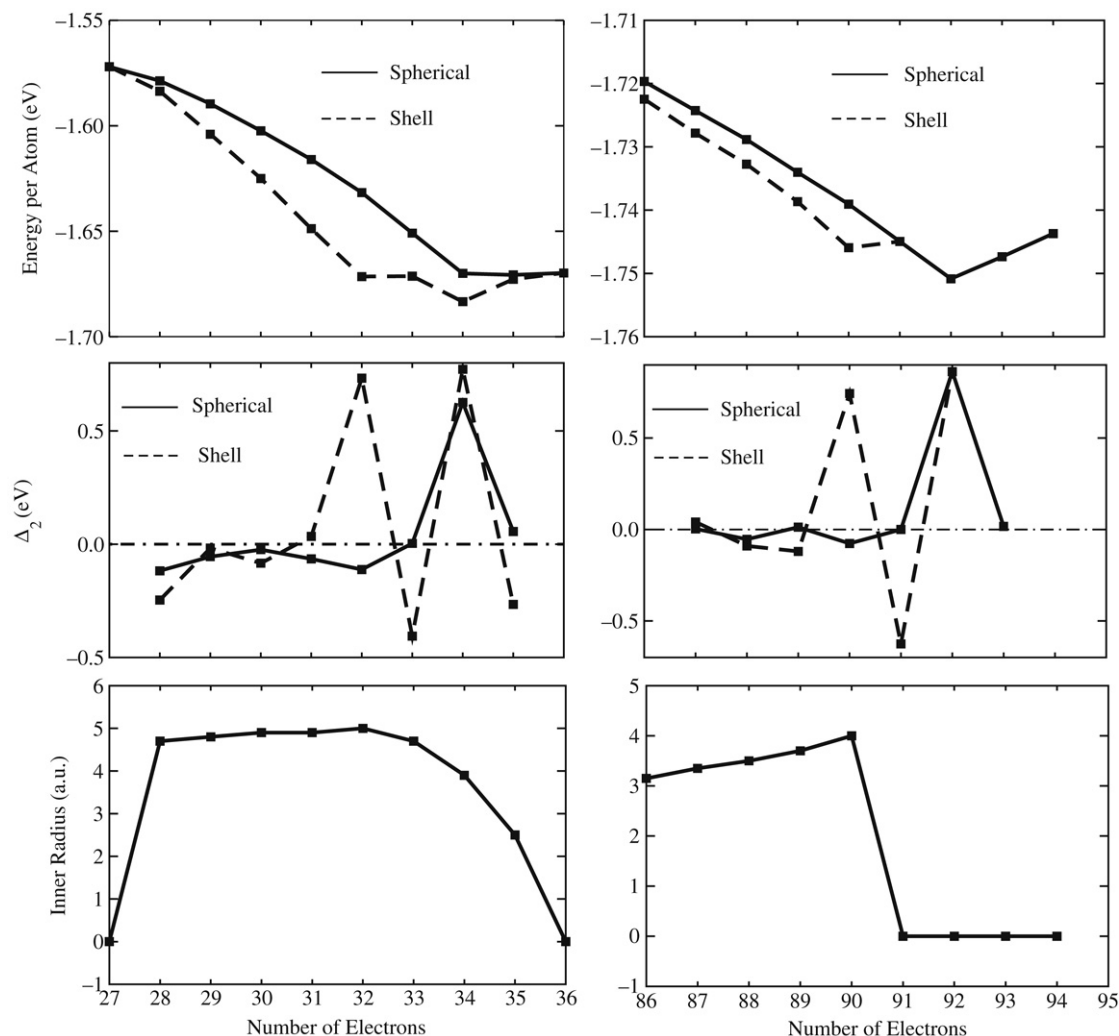 −1.55
−1.60
−1.65
−1.70
Energy per Atom (eV)
Spherical
Shell
−1.71
−1.72
−1.73
−1.74
−1.75
−1.76
Spherical
Shell
0.5
0.0
−0.5
Δ2 (eV)
Spherical
Shell
0.5
0.0
−0.5
Spherical
Shell
6
5
4
3
2
1
0
−1
Inner Radius (a.u.)
27 28 29 30 31 32 33 34 35 36
Number of Electrons
5
4
3
2
1
0
−1
86 87 88 89 90 91 92 93 94 95
Number of Electrons